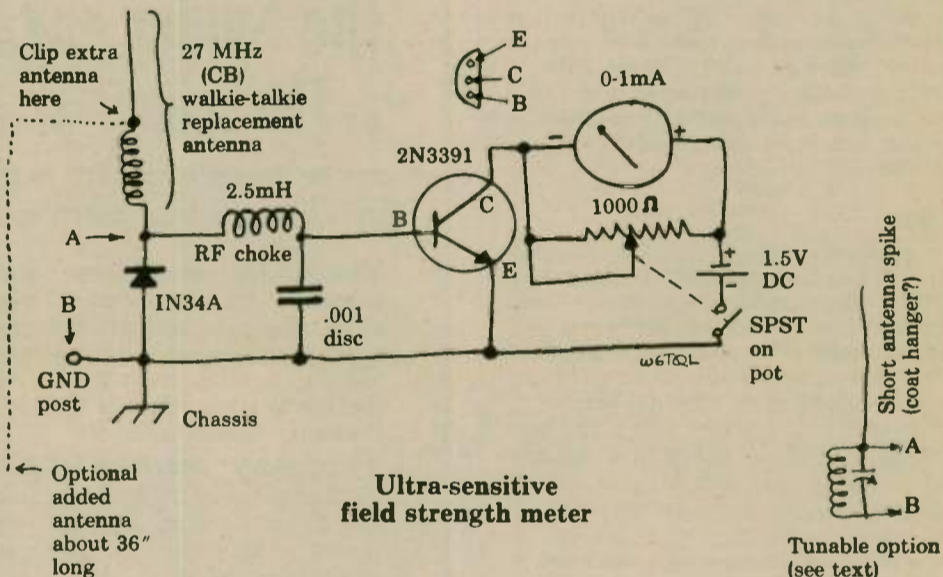 Clip extra
antenna
here
27 MHz
(CB)
walkie-talkie
replacement
antenna
E
C
B
0-1mA
- +
2N3391
2.5mH
B
C
E
1000 Ω
A
RF choke
+
1.5V
DC
-
IN34A
B
.001
disc
SPST
on
pot
W6TQL
GND
post
Chassis
Short antenna spike
(coat hanger?)
A
B
Optional
added
antenna
about 36″
long
Ultra-sensitive
field strength meter
Tunable option
(see text)